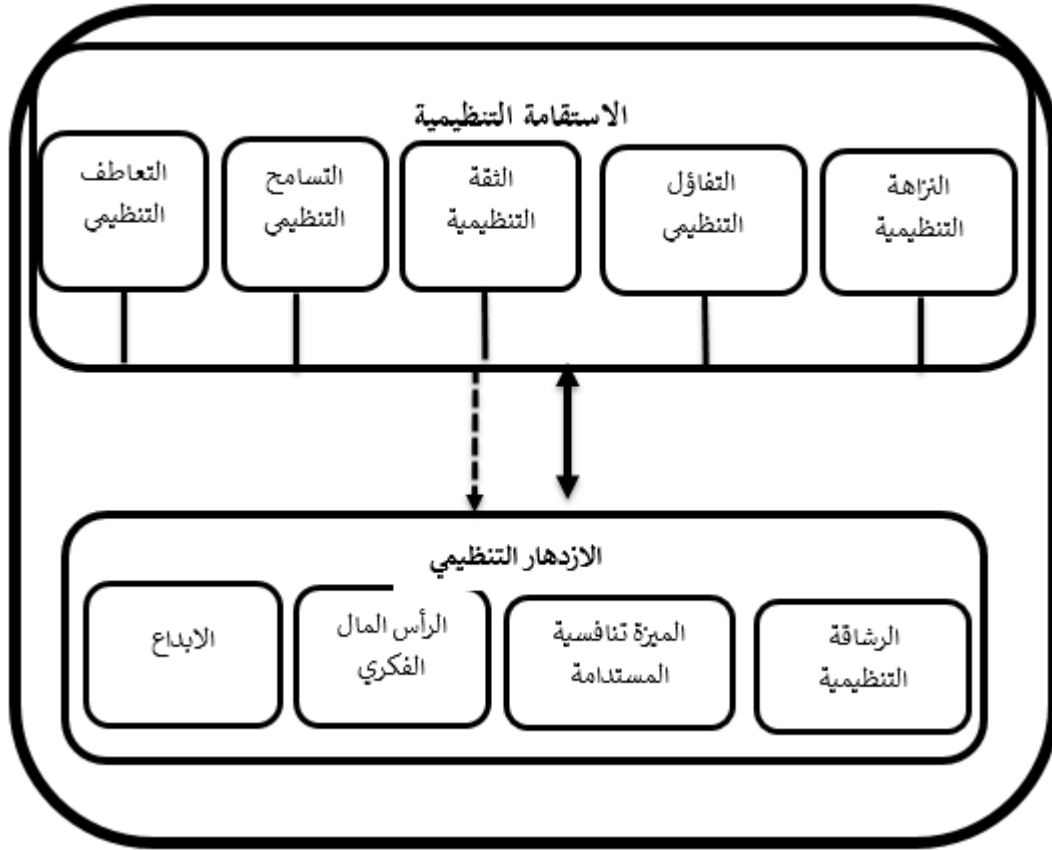 الاستقامة التنظيمية
النزاهة
التنظيمية
التفاؤل
التنظيمي
الثقة
التنظيمية
التسامح
التنظيمي
التعاطف
التنظيمي
الازدهار التنظيمي
الرشاقة
التنظيمية
الميزة تنافسية
المستدامة
الرأس المال
الفكري
الابداع